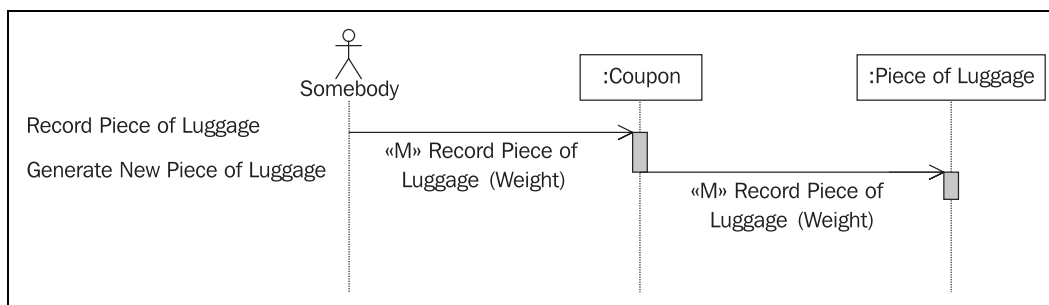 Somebody
:Coupon
:Piece of Luggage
Record Piece of Luggage
«M» Record Piece of
Luggage (Weight)
Generate New Piece of Luggage
«M» Record Piece of
Luggage (Weight)